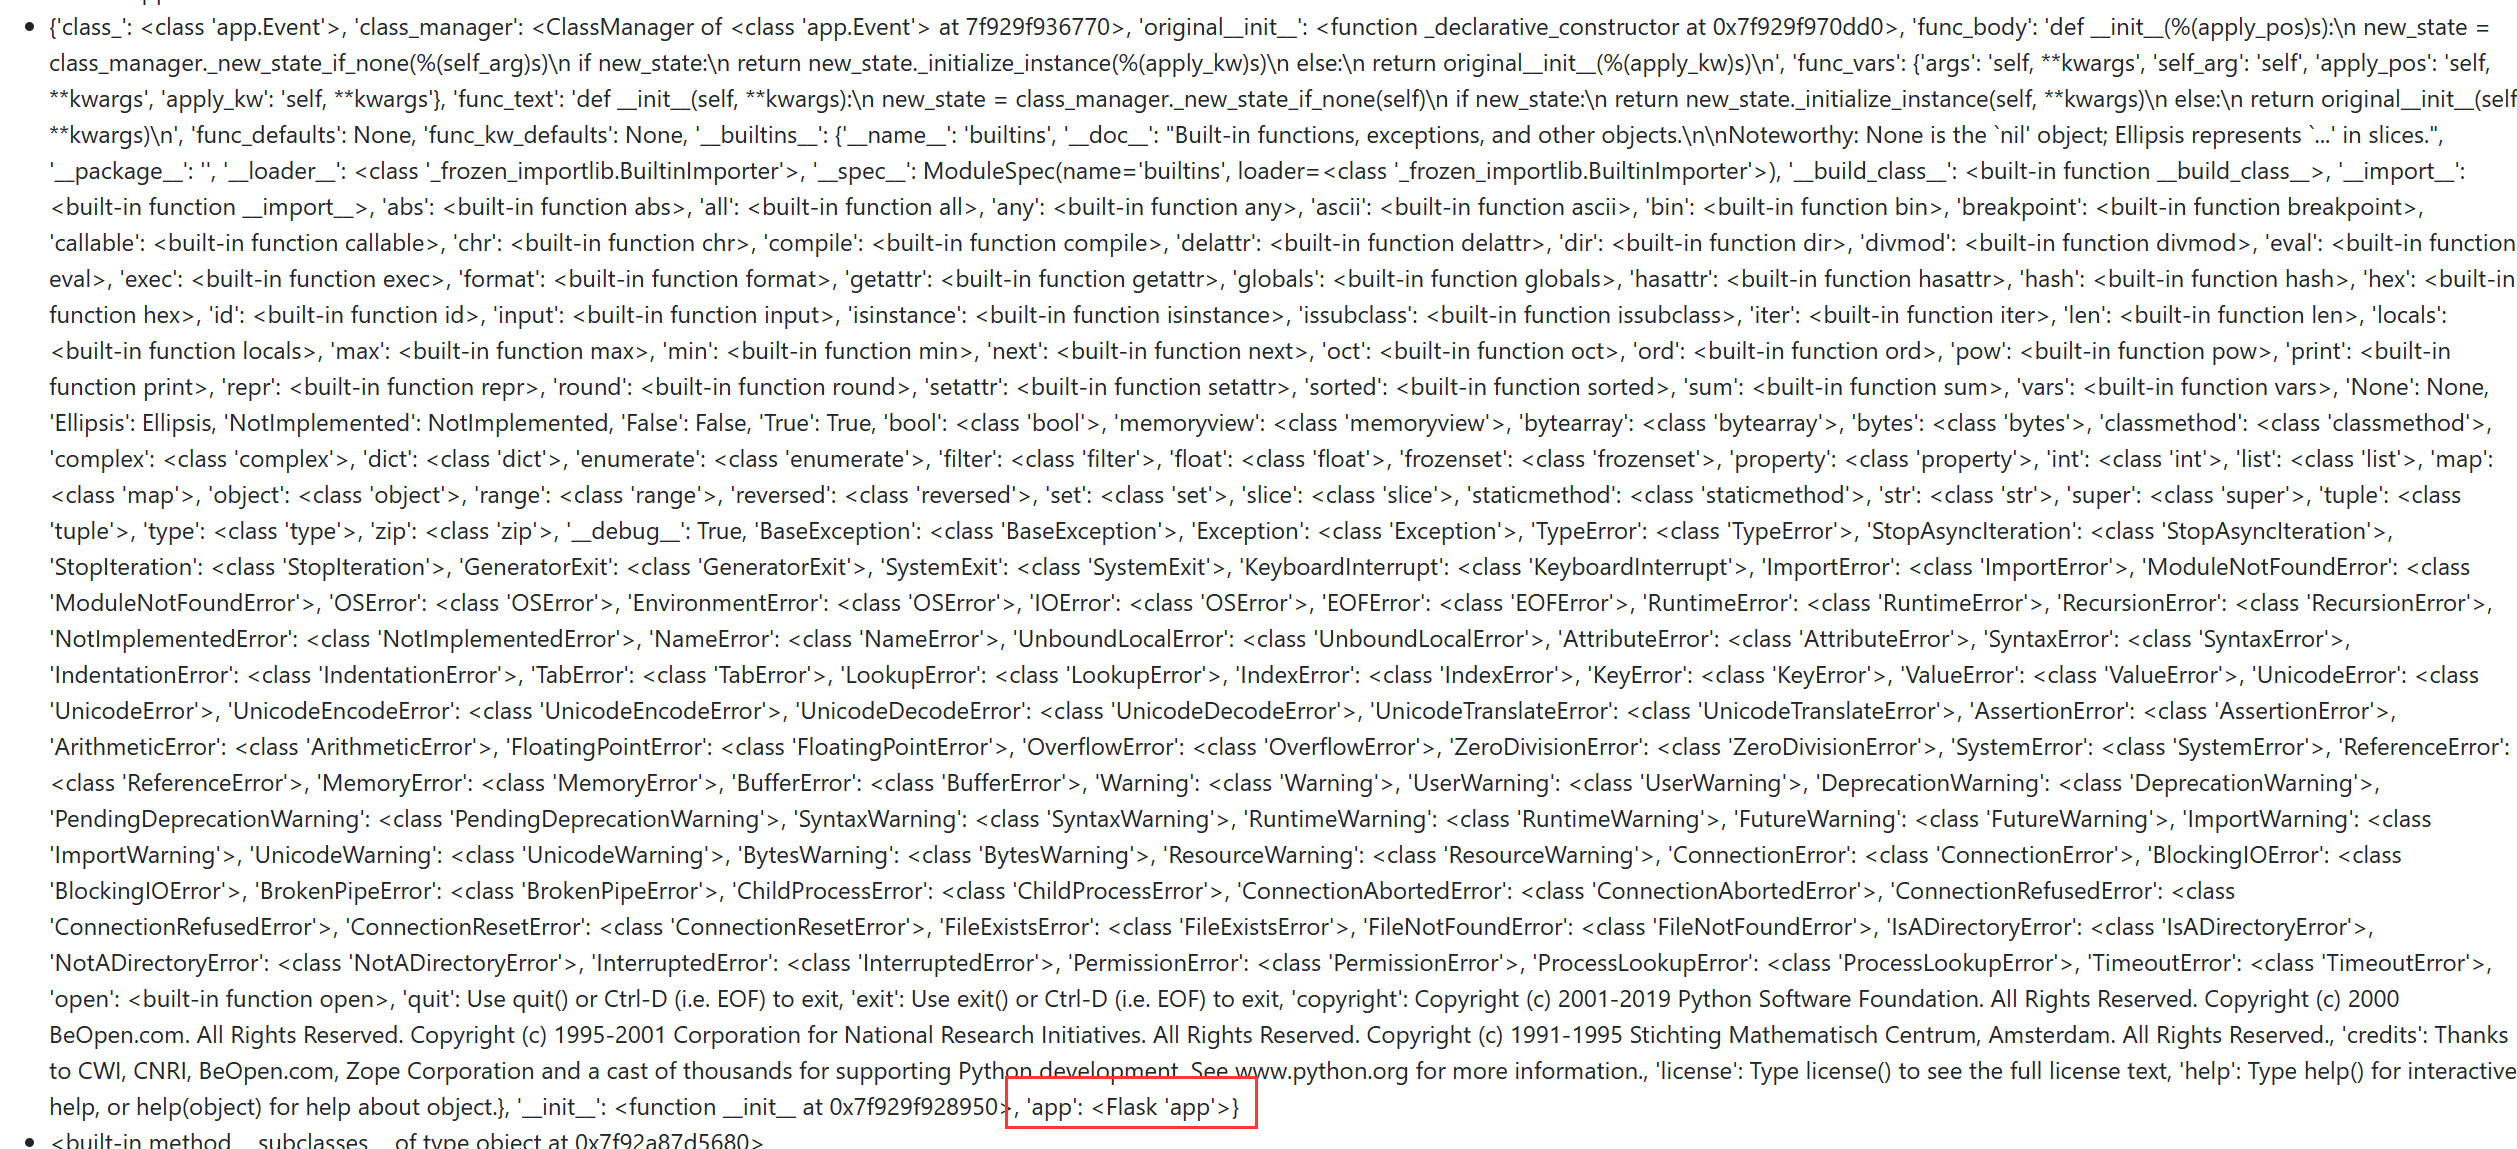 {'class_': <class 'app.Event'>, 'class_manager': <ClassManager of <class 'app.Event'> at 7f929f936770>, 'original__init__': <function _declarative_constructor at 0x7f929f970dd0>, 'func_body': 'def __init__(%(apply_pos)s):\n new_state =
class_manager._new_state_if_none(%(self_arg)s)\n if new_state:\n return new_state._initialize_instance(%(apply_kw)s)\n else:\n return original__init__(%(apply_kw)s)\n', 'func_vars': {'args': 'self, **kwargs', 'self_arg': 'self', 'apply_pos': 'self,
**kwargs', 'apply_kw': 'self, **kwargs'}, 'func_text': 'def __init__(self, **kwargs):\n new_state = class_manager._new_state_if_none(self)\n if new_state:\n return new_state._initialize_instance(self, **kwargs)\n else:\n return original__init__(self
**kwargs)\n', 'func_defaults': None, 'func_kw_defaults': None, '__builtins__': {'__name__': 'builtins', '__doc__': "Built-in functions, exceptions, and other objects.\n\nNoteworthy: None is the `nil' object; Ellipsis represents `...' in slices.",
'__package__': '', '__loader__': <class '_frozen_importlib.BuiltinImporter'>, '__spec__': ModuleSpec(name='builtins', loader=<class '_frozen_importlib.BuiltinImporter'>), '__build_class__': <built-in function __build_class__>, '__import__':
<built-in function __import__>, 'abs': <built-in function abs>, 'all': <built-in function all>, 'any': <built-in function any>, 'ascii': <built-in function ascii>, 'bin': <built-in function bin>, 'breakpoint': <built-in function breakpoint>,
'callable': <built-in function callable>, 'chr': <built-in function chr>, 'compile': <built-in function compile>, 'delattr': <built-in function delattr>, 'dir': <built-in function dir>, 'divmod': <built-in function divmod>, 'eval': <built-in function
eval>, 'exec': <built-in function exec>, 'format': <built-in function format>, 'getattr': <built-in function getattr>, 'globals': <built-in function globals>, 'hasattr': <built-in function hasattr>, 'hash': <built-in function hash>, 'hex': <built-in
function hex>, 'id': <built-in function id>, 'input': <built-in function input>, 'isinstance': <built-in function isinstance>, 'issubclass': <built-in function issubclass>, 'iter': <built-in function iter>, 'len': <built-in function len>, 'locals':
<built-in function locals>, 'max': <built-in function max>, 'min': <built-in function min>, 'next': <built-in function next>, 'oct': <built-in function oct>, 'ord': <built-in function ord>, 'pow': <built-in function pow>, 'print': <built-in
function print>, 'repr': <built-in function repr>, 'round': <built-in function round>, 'setattr': <built-in function setattr>, 'sorted': <built-in function sorted>, 'sum': <built-in function sum>, 'vars': <built-in function vars>, 'None': None,
'Ellipsis': Ellipsis, 'NotImplemented': NotImplemented, 'False': False, 'True': True, 'bool': <class 'bool'>, 'memoryview': <class 'memoryview'>, 'bytearray': <class 'bytearray'>, 'bytes': <class 'bytes'>, 'classmethod': <class 'classmethod'>,
'complex': <class 'complex'>, 'dict': <class 'dict'>, 'enumerate': <class 'enumerate'>, 'filter': <class 'filter'>, 'float': <class 'float'>, 'frozenset': <class 'frozenset'>, 'property': <class 'property'>, 'int': <class 'int'>, 'list': <class 'list'>, 'map':
<class 'map'>, 'object': <class 'object'>, 'range': <class 'range'>, 'reversed': <class 'reversed'>, 'set': <class 'set'>, 'slice': <class 'slice'>, 'staticmethod': <class 'staticmethod'>, 'str': <class 'str'>, 'super': <class 'super'>, 'tuple': <class
'tuple'>, 'type': <class 'type'>, 'zip': <class 'zip'>, '__debug__': True, 'BaseException': <class 'BaseException'>, 'Exception': <class 'Exception'>, 'TypeError': <class 'TypeError'>, 'StopAsyncIteration': <class 'StopAsyncIteration'>,
'StopIteration': <class 'StopIteration'>, 'GeneratorExit': <class 'GeneratorExit'>, 'SystemExit': <class 'SystemExit'>, 'KeyboardInterrupt': <class 'KeyboardInterrupt'>, 'ImportError': <class 'ImportError'>, 'ModuleNotFoundError': <class
'ModuleNotFoundError'>, 'OSError': <class 'OSError'>, 'EnvironmentError': <class 'OSError'>, 'IOError': <class 'OSError'>, 'EOFError': <class 'EOFError'>, 'RuntimeError': <class 'RuntimeError'>, 'RecursionError': <class 'RecursionError'>,
'NotImplementedError': <class 'NotImplementedError'>, 'NameError': <class 'NameError'>, 'UnboundLocalError': <class 'UnboundLocalError'>, 'AttributeError': <class 'AttributeError'>, 'SyntaxError': <class 'SyntaxError'>,
'IndentationError': <class 'IndentationError'>, 'TabError': <class 'TabError'>, 'LookupError': <class 'LookupError'>, 'IndexError': <class 'IndexError'>, 'KeyError': <class 'KeyError'>, 'ValueError': <class 'ValueError'>, 'UnicodeError': <class
'UnicodeError'>, 'UnicodeEncodeError': <class 'UnicodeEncodeError'>, 'UnicodeDecodeError': <class 'UnicodeDecodeError'>, 'UnicodeTranslateError': <class 'UnicodeTranslateError'>, 'AssertionError': <class 'AssertionError'>,
'ArithmeticError': <class 'ArithmeticError'>, 'FloatingPointError': <class 'FloatingPointError'>, 'OverflowError': <class 'OverflowError'>, 'ZeroDivisionError': <class 'ZeroDivisionError'>, 'SystemError': <class 'SystemError'>, 'ReferenceError':
<class 'ReferenceError'>, 'MemoryError': <class 'MemoryError'>, 'BufferError': <class 'BufferError'>, 'Warning': <class 'Warning'>, 'UserWarning': <class 'UserWarning'>, 'DeprecationWarning': <class 'DeprecationWarning'>,
'PendingDeprecationWarning': <class 'PendingDeprecationWarning'>, 'SyntaxWarning': <class 'SyntaxWarning'>, 'RuntimeWarning': <class 'RuntimeWarning'>, 'FutureWarning': <class 'FutureWarning'>, 'ImportWarning': <class
'ImportWarning'>, 'UnicodeWarning': <class 'UnicodeWarning'>, 'BytesWarning': <class 'BytesWarning'>, 'ResourceWarning': <class 'ResourceWarning'>, 'ConnectionError': <class 'ConnectionError'>, 'BlockingIOError': <class
'BlockingIOError'>, 'BrokenPipeError': <class 'BrokenPipeError'>, 'ChildProcessError': <class 'ChildProcessError'>, 'ConnectionAbortedError': <class 'ConnectionAbortedError'>, 'ConnectionRefusedError': <class
'ConnectionRefusedError'>, 'ConnectionResetError': <class 'ConnectionResetError'>, 'FileExistsError': <class 'FileExistsError'>, 'FileNotFoundError': <class 'FileNotFoundError'>, 'IsADirectoryError': <class 'IsADirectoryError'>,
'NotADirectoryError': <class 'NotADirectoryError'>, 'InterruptedError': <class 'InterruptedError'>, 'PermissionError': <class 'PermissionError'>, 'ProcessLookupError': <class 'ProcessLookupError'>, 'TimeoutError': <class 'TimeoutError'>,
'open': <built-in function open>, 'quit': Use quit() or Ctrl-D (i.e. EOF) to exit, 'exit': Use exit() or Ctrl-D (i.e. EOF) to exit, 'copyright': Copyright (c) 2001-2019 Python Software Foundation. All Rights Reserved. Copyright (c) 2000
BeOpen.com. All Rights Reserved. Copyright (c) 1995-2001 Corporation for National Research Initiatives. All Rights Reserved. Copyright (c) 1991-1995 Stichting Mathematisch Centrum, Amsterdam. All Rights Reserved., 'credits': Thanks
to CWI, CNRI, BeOpen.com, Zope Corporation and a cast of thousands for supporting Python development. See www.python.org for more information., 'license': Type license() to see the full license text, 'help': Type help() for interactive
help, or help(object) for help about object.}, '__init__': <function __init__ at 0x7f929f928950>, 'app': <Flask 'app'>}
<built-in method __subclasses__ of type object at 0x7f92a87d5680>